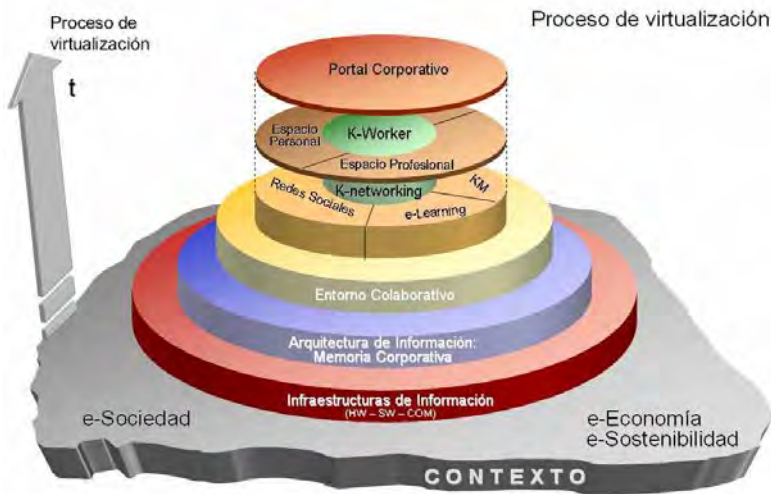 Proceso de
virtualización
Proceso de virtualización
t
Portal Corporativo
Espacio
Personal
K-Worker
Espacio Profesional
Redes Sociales
K-networking
KM
e-Learning
Entorno Colaborativo
Arquitectura de Información:
Memoria Corporativa
Infraestructuras de Información
(HW – SW – COM)
e-Sociedad
e-Economía
e-Sostenibilidad
CONTEXTO